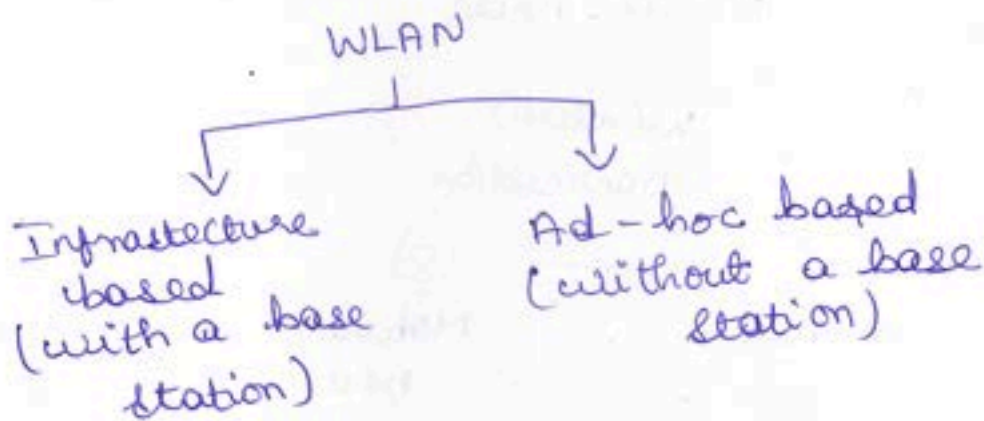 WLAN
Infrastecture
based
(with a base
station)
Ad-hoc based
(without a base
station)